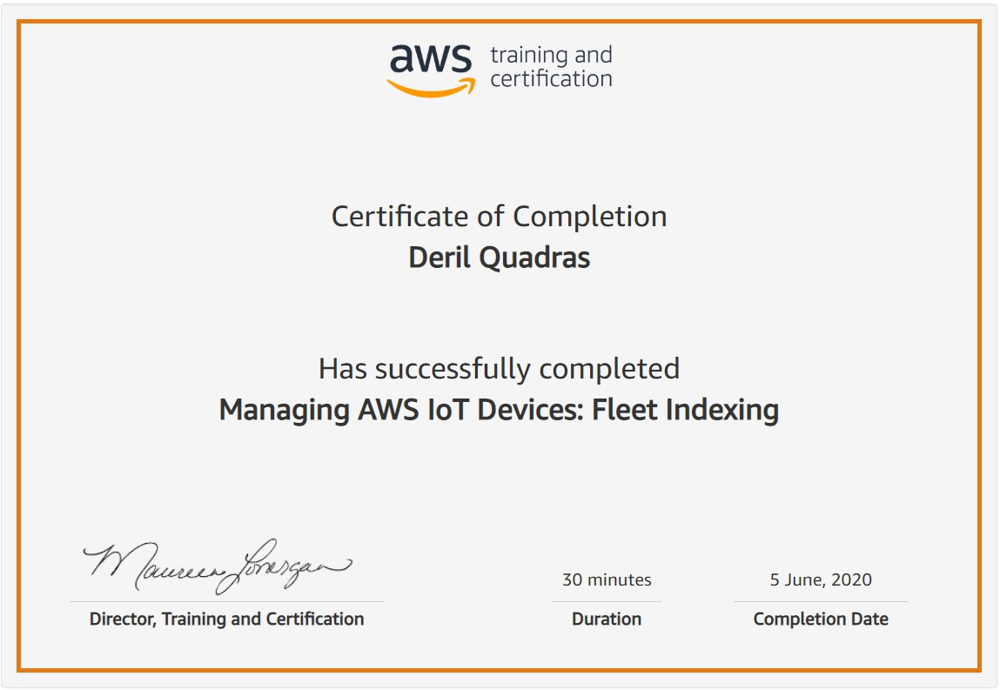 aws training and
certification
Certificate of Completion
Deril Quadras
Has successfully completed
Managing AWS IoT Devices: Fleet Indexing
Maureen Lonergan
30 minutes
5 June, 2020
Director, Training and Certification
Duration
Completion Date